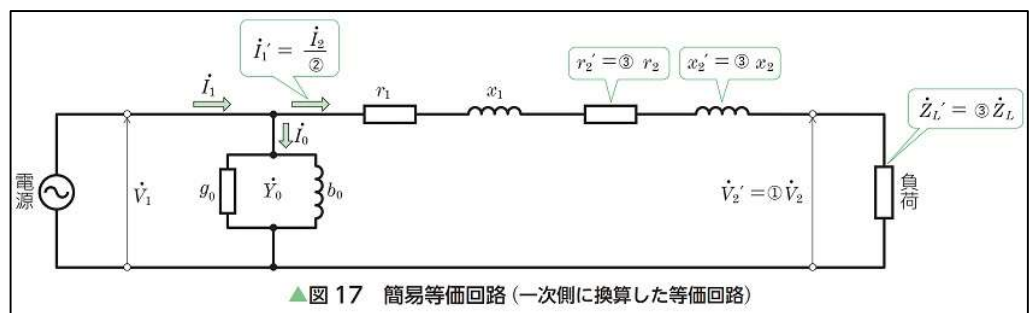 İ₁′ = İ₂/②
r₂′ = ③ r₂
x₂′ = ③ x₂
Ż_L′ = ③ Ż_L
İ₁
r₁
x₁
İ₀
電源
V̇₁
g₀
Ẏ₀
b₀
V̇₂′ = ① V̇₂
負荷
▲図 17 簡易等価回路 (一次側に換算した等価回路)